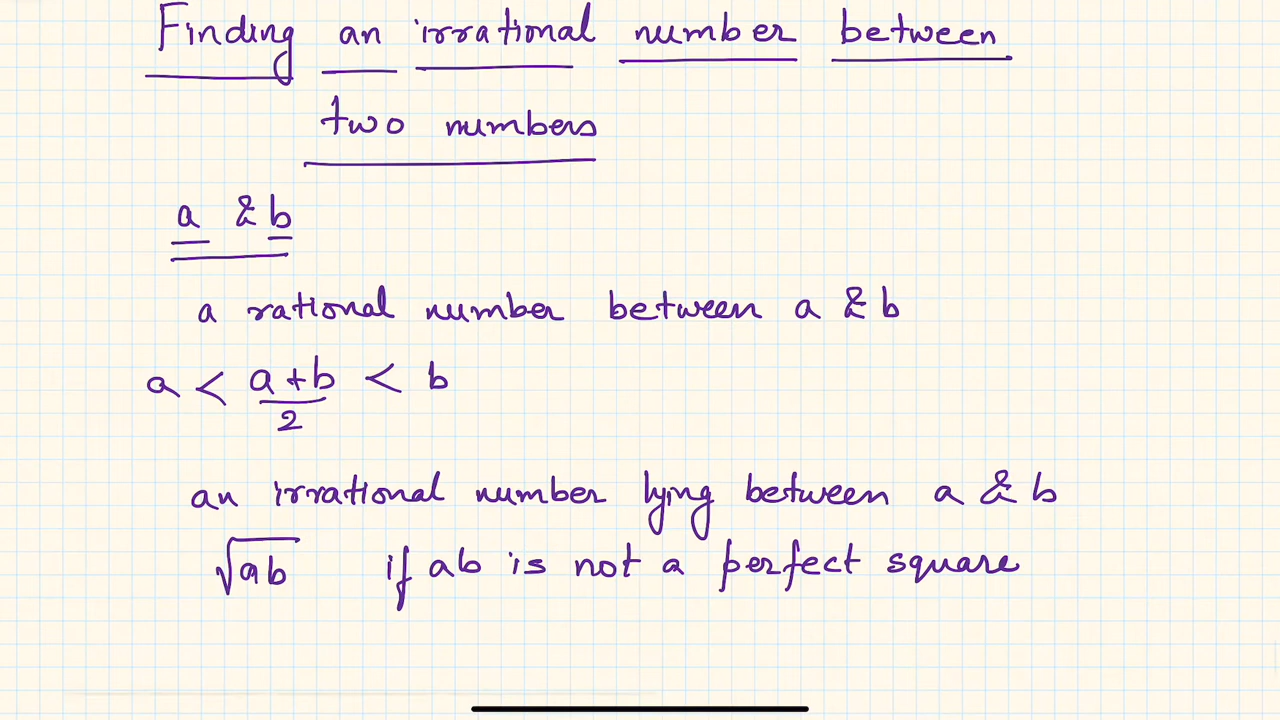 Finding an irrational number between
two numbers
a & b
a rational number between a & b
a < a+b/2 < b
an irrational number lying between a & b
√ab if ab is not a perfect square